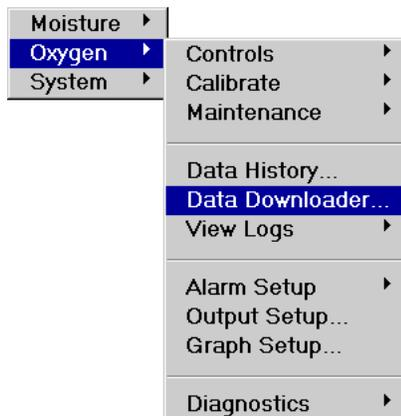 Moisture
Oxygen
System
Controls
Calibrate
Maintenance
Data History...
Data Downloader...
View Logs
Alarm Setup
Output Setup...
Graph Setup...
Diagnostics